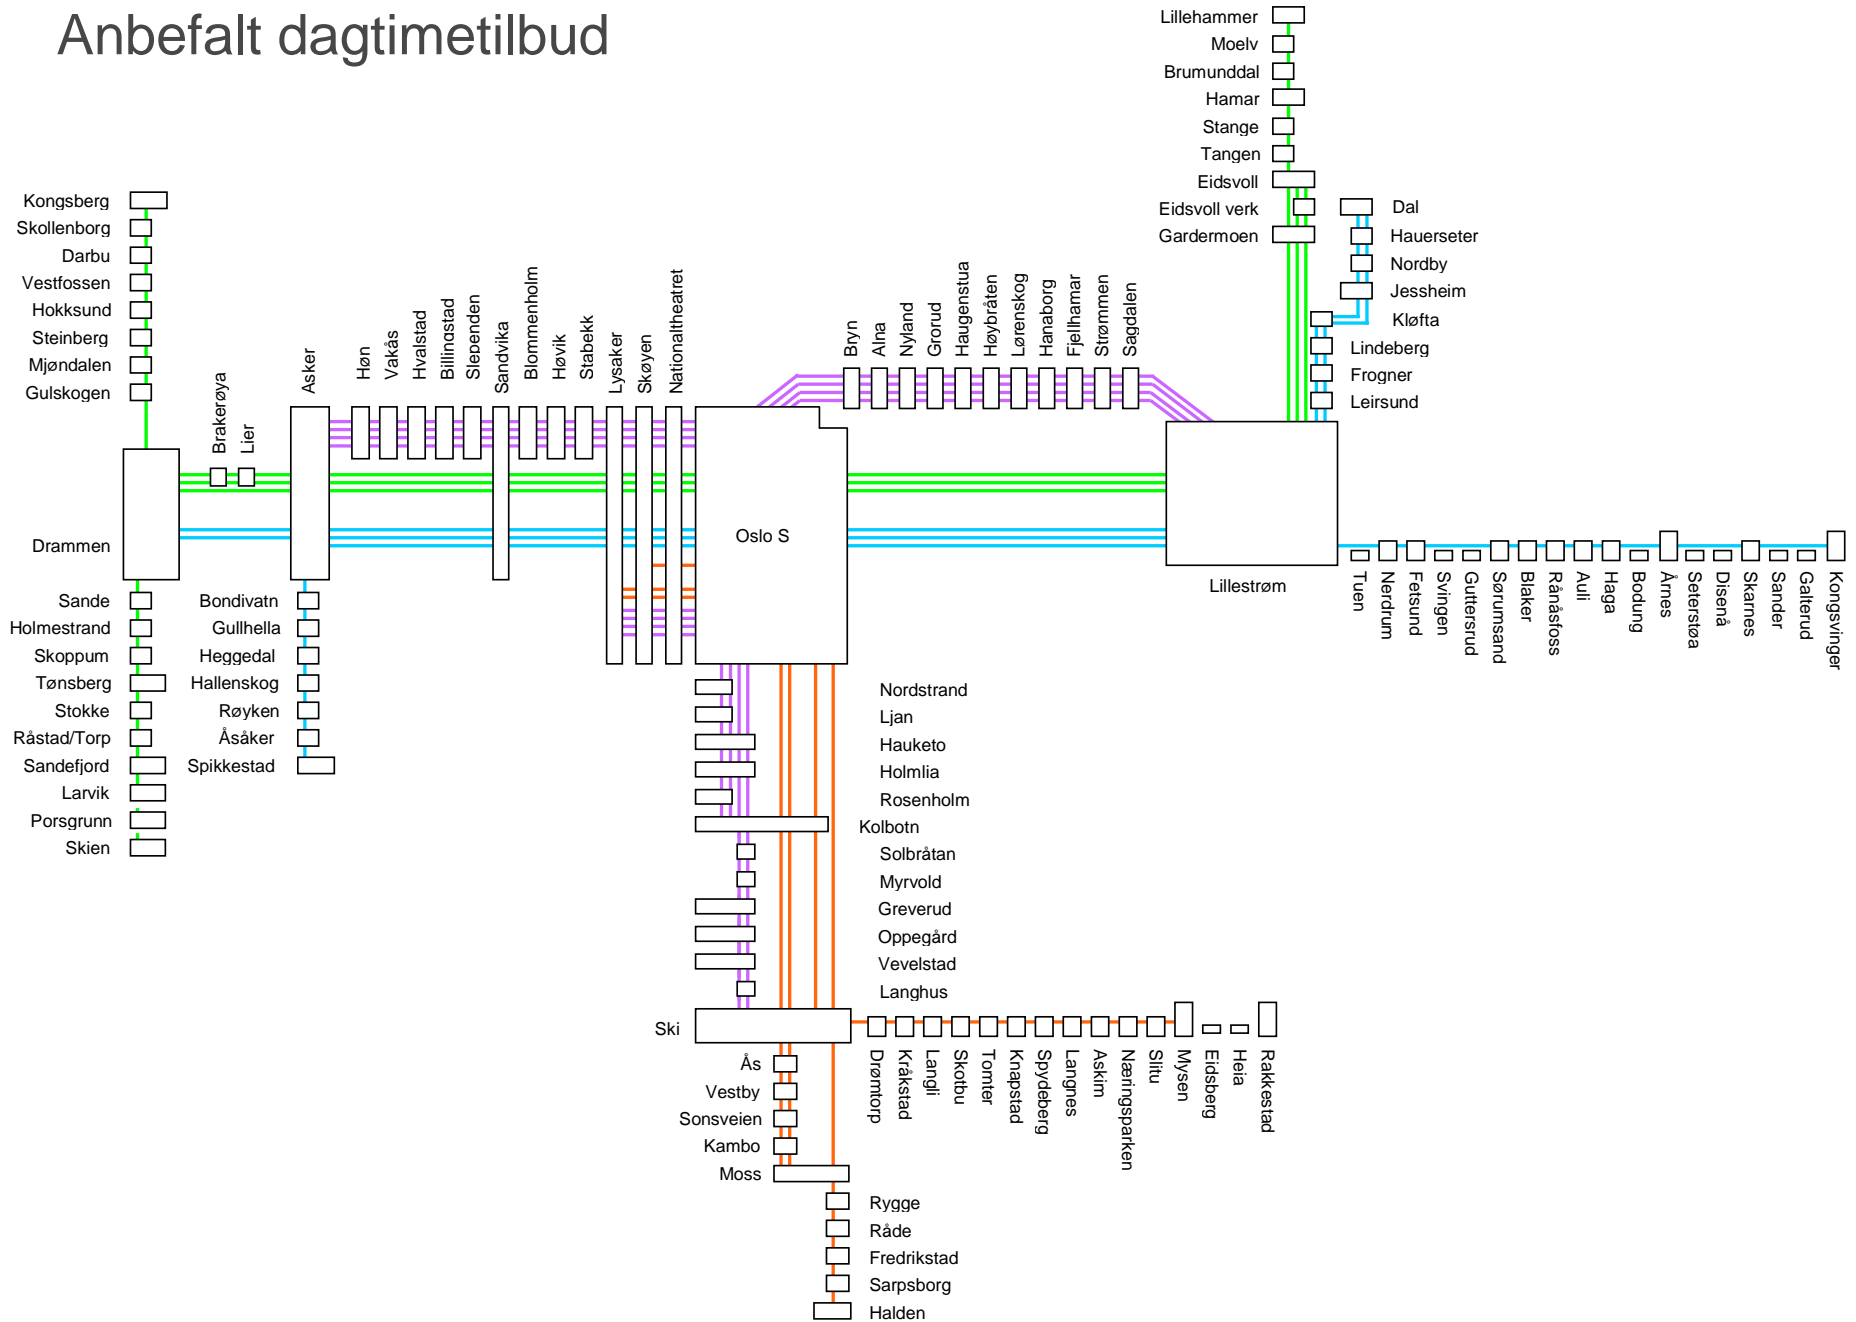 Anbefalt dagtimetilbud
Lillehammer
Moelv
Brumunddal
Hamar
Stange
Tangen
Eidsvoll
Eidsvoll verk
Gardermoen
Dal
Hauerseter
Nordby
Jessheim
Kløfta
Lindeberg
Frogner
Leirsund
Kongsberg
Skollenborg
Darbu
Vestfossen
Hokksund
Steinberg
Mjøndalen
Gulskogen
Brakerøya
Lier
Asker
Høn
Vakås
Hvalstad
Billingstad
Slependen
Sandvika
Blommenholm
Høvik
Stabekk
Lysaker
Skøyen
Nationaltheatret
Bryn
Alna
Nyland
Grorud
Haugenstua
Høybråten
Lørenskog
Hanaborg
Fjellhamar
Strømmen
Sagdalen
Drammen
Oslo S
Lillestrøm
Tuen
Nerdrum
Fetsund
Svingen
Guttersrud
Sørumsand
Blaker
Rånåsfoss
Auli
Haga
Bodung
Årnes
Seterstøa
Disenå
Skarnes
Sander
Galterud
Kongsvinger
Sande
Holmestrand
Skoppum
Tønsberg
Stokke
Råstad/Torp
Sandefjord
Larvik
Porsgrunn
Skien
Bondivatn
Gullhella
Heggedal
Hallenskog
Røyken
Åsåker
Spikkestad
Nordstrand
Ljan
Hauketo
Holmlia
Rosenholm
Kolbotn
Solbråtan
Myrvold
Greverud
Oppegård
Vevelstad
Langhus
Ski
Drømtorp
Kråkstad
Langli
Skotbu
Tomter
Knapstad
Spydeberg
Langnes
Askim
Næringsparken
Slitu
Mysen
Eidsberg
Heia
Rakkestad
Ås
Vestby
Sonsveien
Kambo
Moss
Rygge
Råde
Fredrikstad
Sarpsborg
Halden